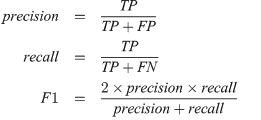 precision = TP / TP + FP
recall = TP / TP + FN
F1 = 2 × precision × recall / precision + recall